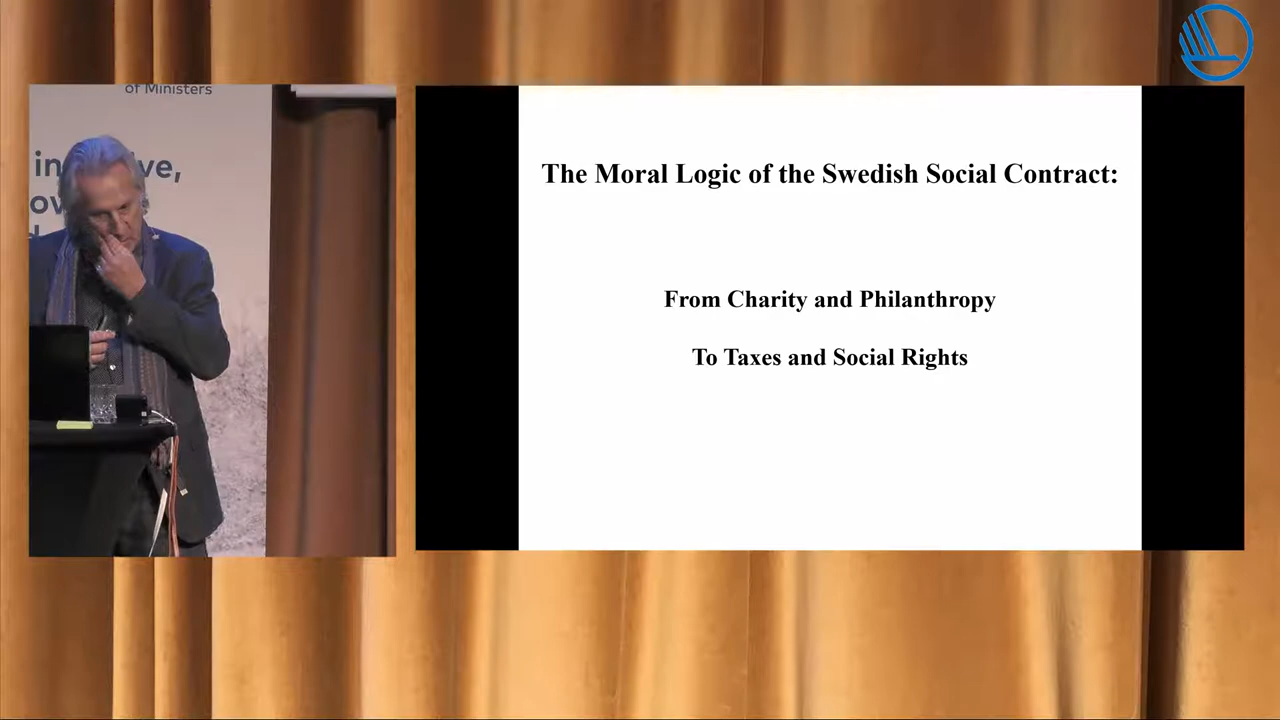 of Ministers
The Moral Logic of the Swedish Social Contract:
From Charity and Philanthropy
To Taxes and Social Rights